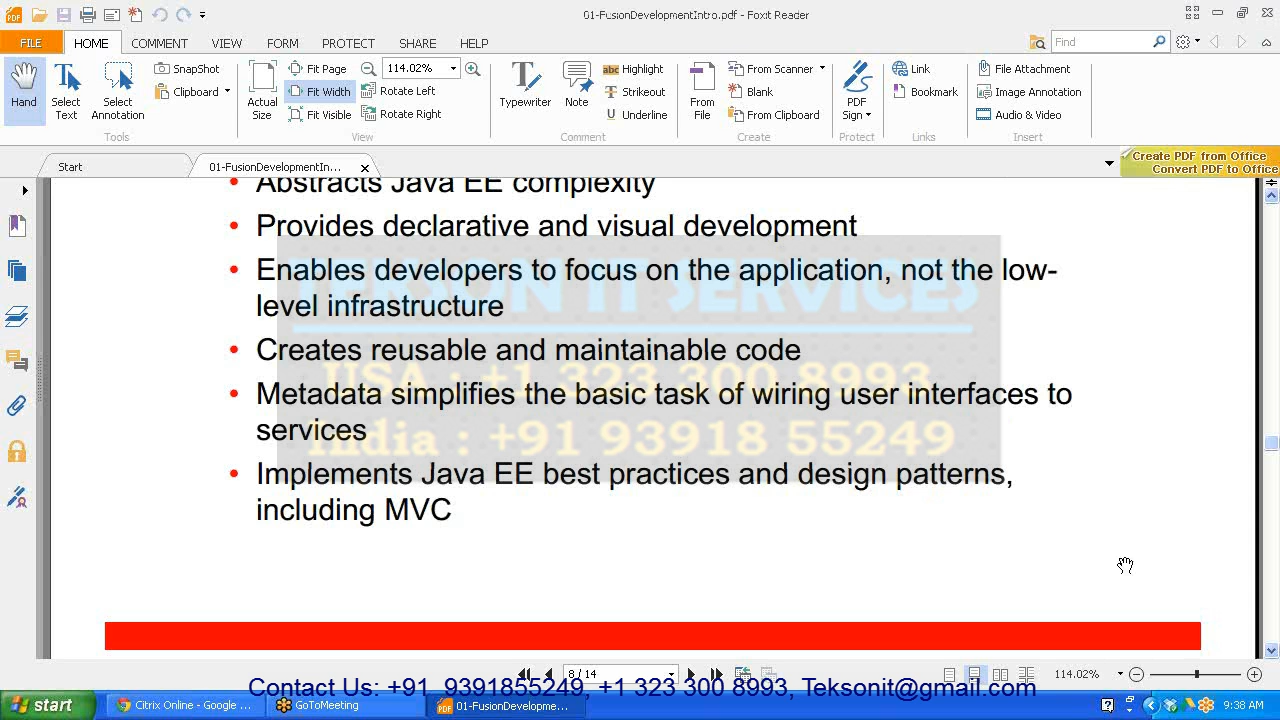 01-FusionDevelopmentIntro.pdf - Foxit Reader
FILE HOME COMMENT VIEW FORM PROTECT SHARE HELP Find
Hand
Select Text
Select Annotation
SnapShot
Clipboard
Tools
Actual Size
Fit Page
Fit Width
Fit Visible
114.02%
Rotate Left
Rotate Right
View
Typewriter
Note
Highlight
Strikeout
Underline
Comment
From File
From Scanner
Blank
From Clipboard
Create
PDF Sign
Protect
Link
Bookmark
Links
File Attachment
Image Annotation
Audio & Video
Insert
Start
01-FusionDevelopmentIn...
Create PDF from Office
Convert PDF to Office
• Abstracts Java EE complexity
• Provides declarative and visual development
• Enables developers to focus on the application, not the low-
level infrastructure
• Creates reusable and maintainable code
• Metadata simplifies the basic task of wiring user interfaces to
services
• Implements Java EE best practices and design patterns,
including MVC
TEKSON IT SERVICES
USA : +1 323 300 8993
India : +91 93918 55249
8 / 14
114.02%
Contact Us: +91 9391855249, +1 323 300 8993, Teksonit@gmail.com
start
Citrix Online - Google ...
GoToMeeting
01-FusionDevelopme...
9:38 AM